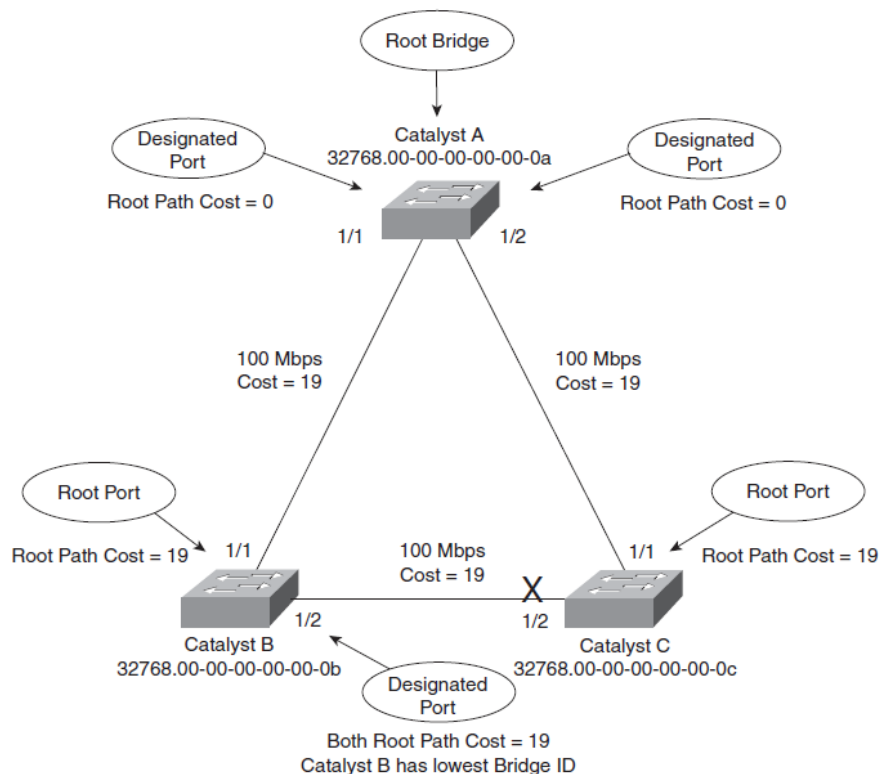 Root Bridge
Catalyst A
32768.00-00-00-00-00-0a
Designated
Port
Root Path Cost = 0
Designated
Port
Root Path Cost = 0
1/1
1/2
100 Mbps
Cost = 19
100 Mbps
Cost = 19
Root Port
Root Path Cost = 19
1/1
Root Port
Root Path Cost = 19
1/1
100 Mbps
Cost = 19
X
1/2
1/2
Catalyst B
32768.00-00-00-00-00-0b
Catalyst C
32768.00-00-00-00-00-0c
Designated
Port
Both Root Path Cost = 19
Catalyst B has lowest Bridge ID